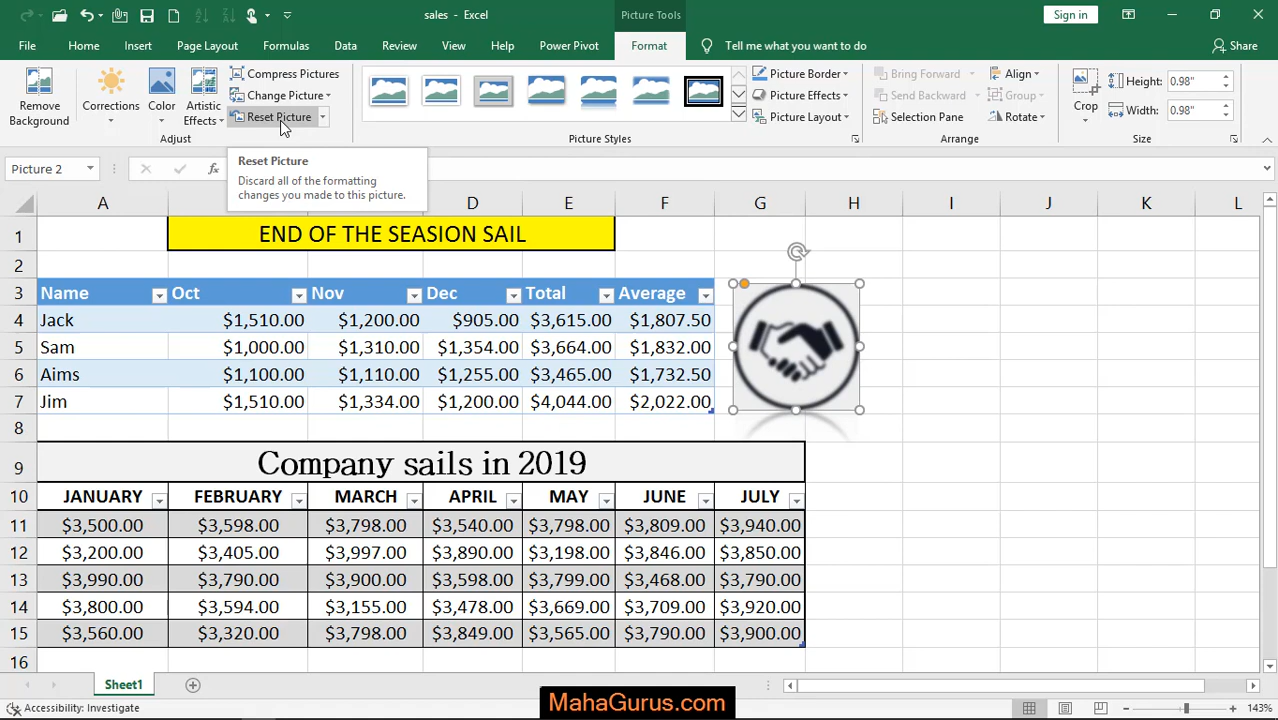 sales - Excel
Picture Tools
Sign in
File Home Insert Page Layout Formulas Data Review View Help Power Pivot Format Tell me what you want to do Share
Remove Background
Corrections
Color
Artistic Effects
Compress Pictures
Change Picture
Reset Picture
Adjust
Picture Styles
Picture Border
Picture Effects
Picture Layout
Bring Forward
Send Backward
Selection Pane
Align
Group
Rotate
Arrange
Crop
Height: 0.98"
Width: 0.98"
Size
Picture 2
fx
Reset Picture
Discard all of the formatting
changes you made to this picture.
A D E F G H I J K L
1 END OF THE SEASION SAIL
2
3 Name Oct Nov Dec Total Average
4 Jack $1,510.00 $1,200.00 $905.00 $3,615.00 $1,807.50
5 Sam $1,000.00 $1,310.00 $1,354.00 $3,664.00 $1,832.00
6 Aims $1,100.00 $1,110.00 $1,255.00 $3,465.00 $1,732.50
7 Jim $1,510.00 $1,334.00 $1,200.00 $4,044.00 $2,022.00
8
9 Company sails in 2019
10 JANUARY FEBRUARY MARCH APRIL MAY JUNE JULY
11 $3,500.00 $3,598.00 $3,798.00 $3,540.00 $3,798.00 $3,809.00 $3,940.00
12 $3,200.00 $3,405.00 $3,997.00 $3,890.00 $3,198.00 $3,846.00 $3,850.00
13 $3,990.00 $3,790.00 $3,900.00 $3,598.00 $3,799.00 $3,468.00 $3,790.00
14 $3,800.00 $3,594.00 $3,155.00 $3,478.00 $3,669.00 $3,709.00 $3,920.00
15 $3,560.00 $3,320.00 $3,798.00 $3,849.00 $3,565.00 $3,790.00 $3,900.00
16
Sheet1
Accessibility: Investigate
MahaGurus.com
143%